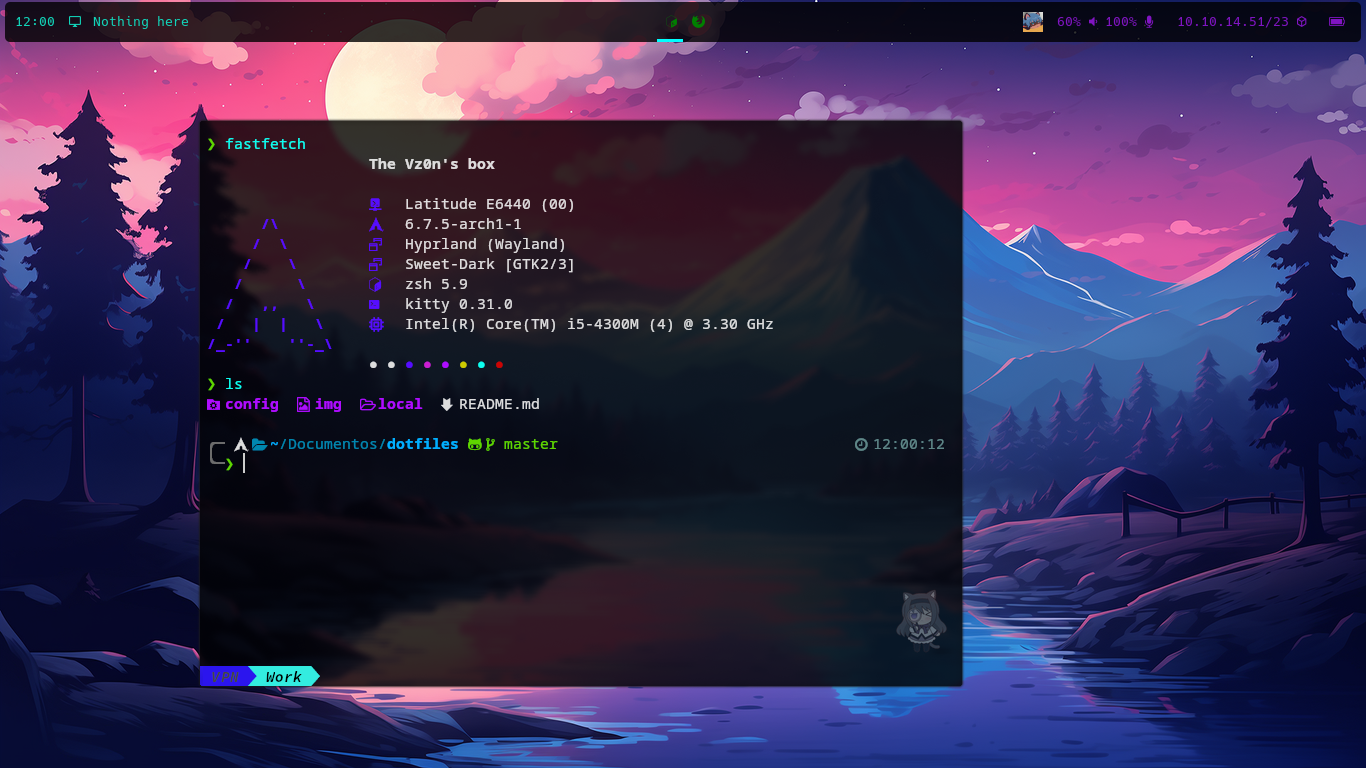 12:00 Nothing here
60% 100% 10.10.14.51/23
❯ fastfetch
The Vz0n's box
Latitude E6440 (00)
6.7.5-arch1-1
Hyprland (Wayland)
Sweet-Dark [GTK2/3]
zsh 5.9
kitty 0.31.0
Intel(R) Core(TM) i5-4300M (4) @ 3.30 GHz
❯ ls
config img local README.md
~/Documentos/dotfiles master 12:00:12
❯
VPN Work